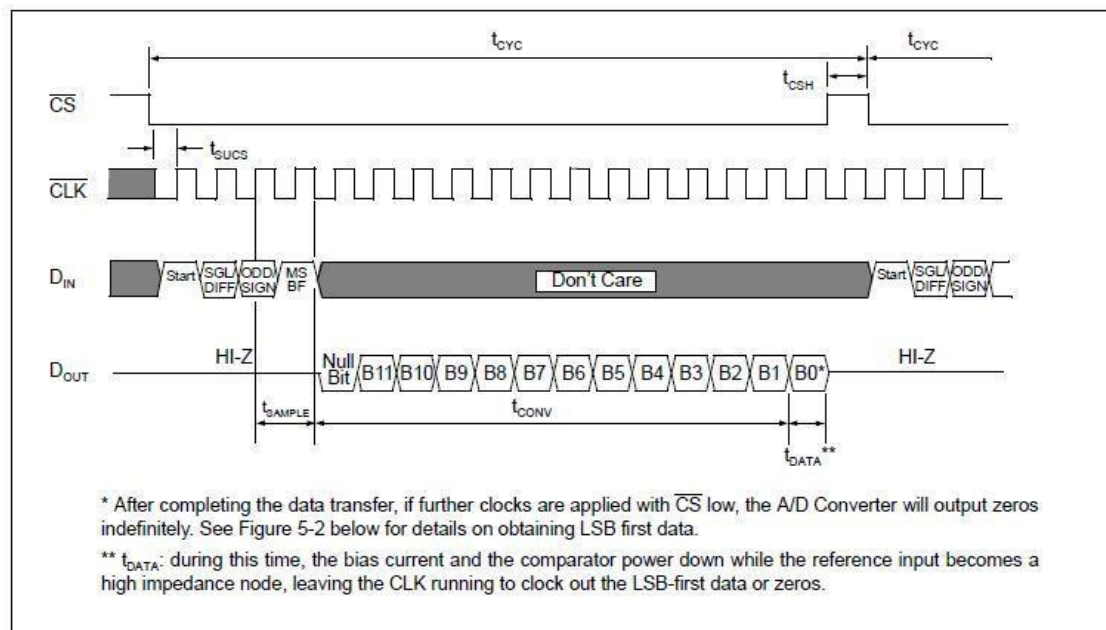 tCYC tCYC
tCSH
CS
tSUCS
CLK
DIN Start SGL/ DIFF ODD/ SIGN MS BF Don't Care Start SGL/ DIFF ODD/ SIGN
HI-Z HI-Z
DOUT Null Bit B11 B10 B9 B8 B7 B6 B5 B4 B3 B2 B1 B0*
tSAMPLE tCONV
tDATA**
* After completing the data transfer, if further clocks are applied with CS low, the A/D Converter will output zeros
indefinitely. See Figure 5-2 below for details on obtaining LSB first data.
** tDATA: during this time, the bias current and the comparator power down while the reference input becomes a
high impedance node, leaving the CLK running to clock out the LSB-first data or zeros.